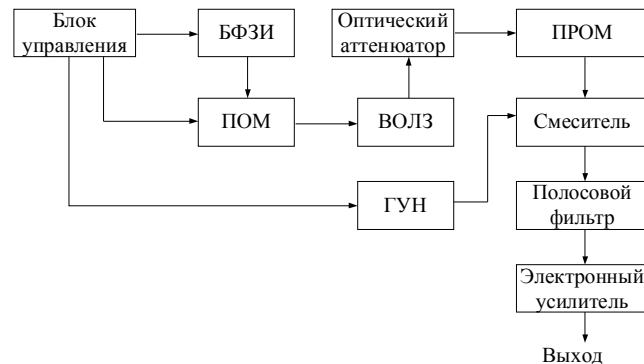 Блок
управления
БФЗИ
Оптический
аттенюатор
ПРОМ
ПОМ
ВОЛЗ
Смеситель
ГУН
Полосовой
фильтр
Электронный
усилитель
Выход